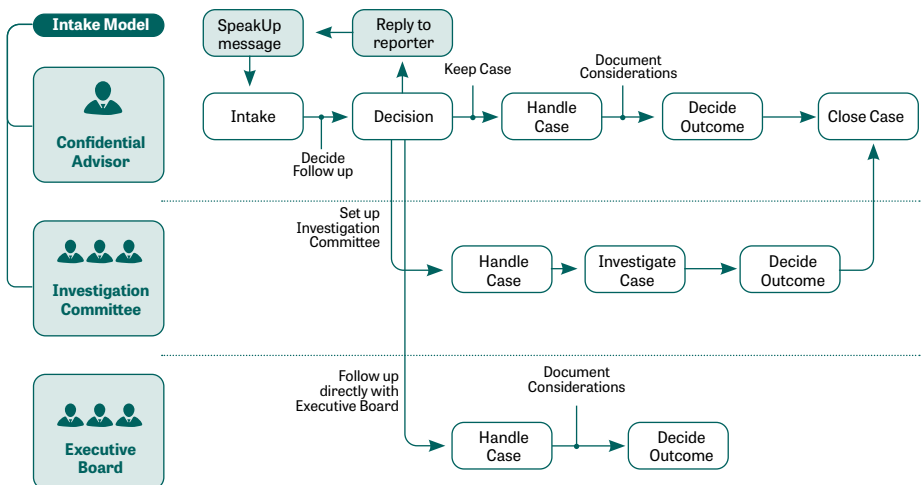 Intake Model
SpeakUp
message
Reply to
reporter
Keep Case
Document
Considerations
Confidential
Advisor
Intake
Decision
Handle
Case
Decide
Outcome
Close Case
Decide
Follow up
Set up
Investigation
Committee
Investigation
Committee
Handle
Case
Investigate
Case
Decide
Outcome
Follow up
directly with
Executive Board
Document
Considerations
Executive
Board
Handle
Case
Decide
Outcome